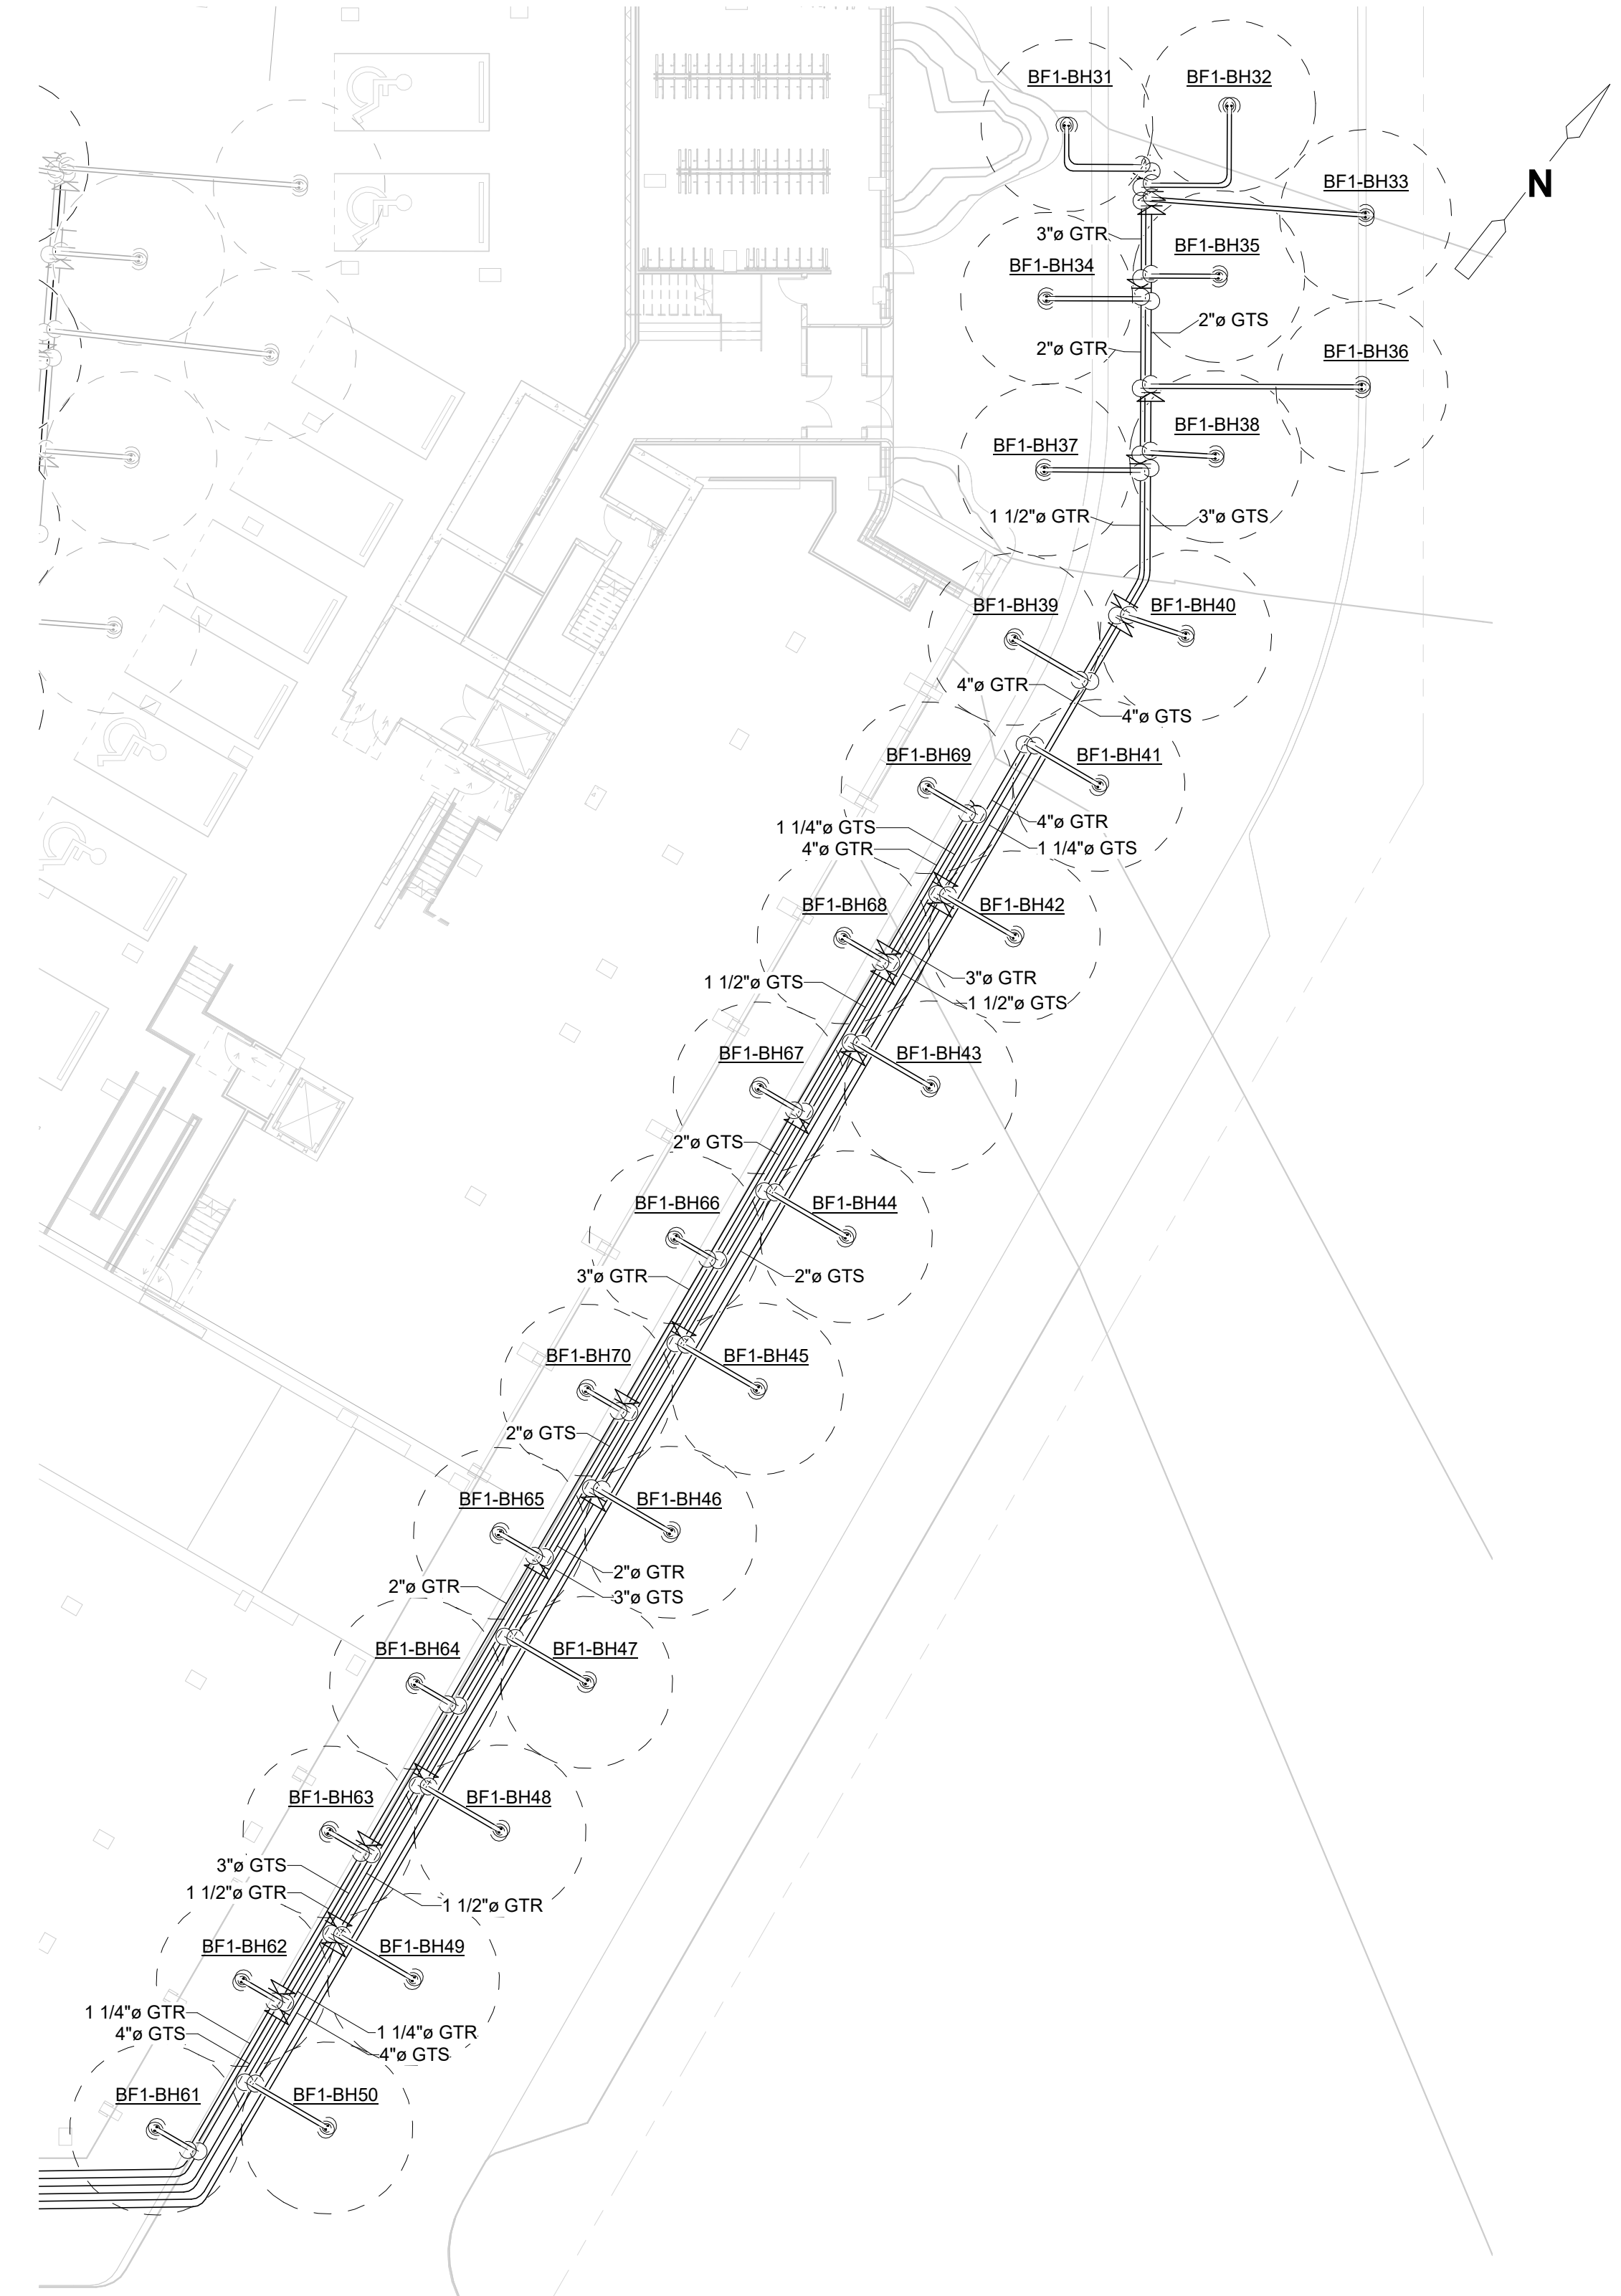 BF1-BH31
BF1-BH32
BF1-BH33
N
3"ø GTR
BF1-BH35
BF1-BH34
2"ø GTS
2"ø GTR
BF1-BH36
BF1-BH38
BF1-BH37
1 1/2"ø GTR
3"ø GTS
BF1-BH39
BF1-BH40
4"ø GTR
4"ø GTS
BF1-BH69
BF1-BH41
4"ø GTR
1 1/4"ø GTS
4"ø GTR
1 1/4"ø GTS
BF1-BH68
BF1-BH42
3"ø GTR
1 1/2"ø GTS
1 1/2"ø GTS
BF1-BH67
BF1-BH43
2"ø GTS
BF1-BH66
BF1-BH44
3"ø GTR
2"ø GTS
BF1-BH70
BF1-BH45
2"ø GTS
BF1-BH65
BF1-BH46
2"ø GTR
2"ø GTR
3"ø GTS
BF1-BH64
BF1-BH47
BF1-BH63
BF1-BH48
3"ø GTS
1 1/2"ø GTR
1 1/2"ø GTR
BF1-BH62
BF1-BH49
1 1/4"ø GTR
4"ø GTS
1 1/4"ø GTR
4"ø GTS
BF1-BH61
BF1-BH50